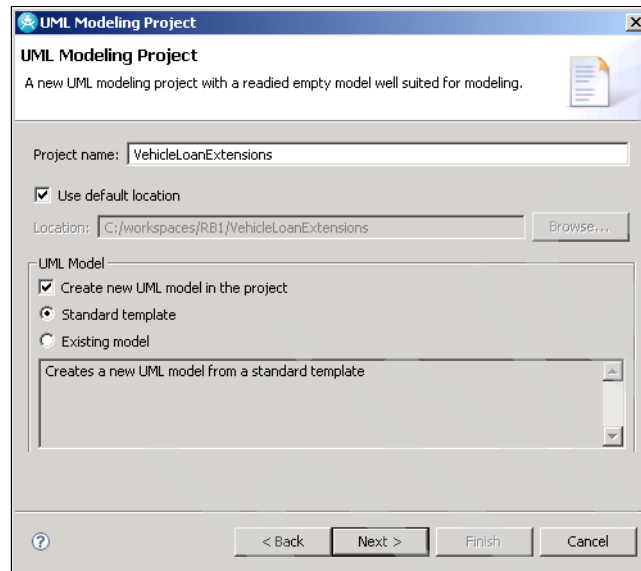 UML Modeling Project
UML Modeling Project
A new UML modeling project with a readied empty model well suited for modeling.
Project name: VehicleLoanExtensions
Use default location
Location: C:/workspaces/RB1/VehicleLoanExtensions Browse...
UML Model
Create new UML model in the project
Standard template
Existing model
Creates a new UML model from a standard template
? < Back Next > Finish Cancel